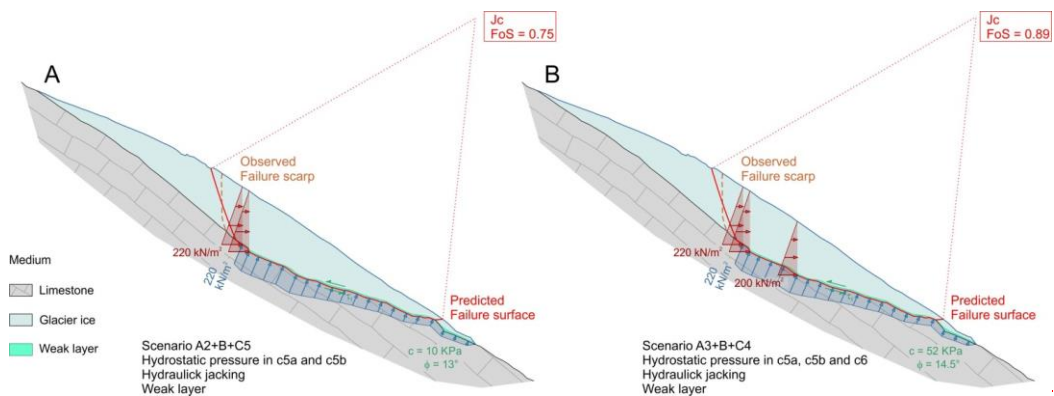 A
Jc
FoS = 0.75
Observed
Failure scarp
220 kN/m²
220
kN/m²
Predicted
Failure surface
c = 10 KPa
ϕ = 13°
Scenario A2+B+C5
Hydrostatic pressure in c5a and c5b
Hydraulick jacking
Weak layer
Medium
Limestone
Glacier ice
Weak layer
B
Jc
FoS = 0.89
Observed
Failure scarp
220 kN/m²
220
kN/m²
200 kN/m²
Predicted
Failure surface
c = 52 KPa
ϕ = 14.5°
Scenario A3+B+C4
Hydrostatic pressure in c5a, c5b and c6
Hydraulick jacking
Weak layer